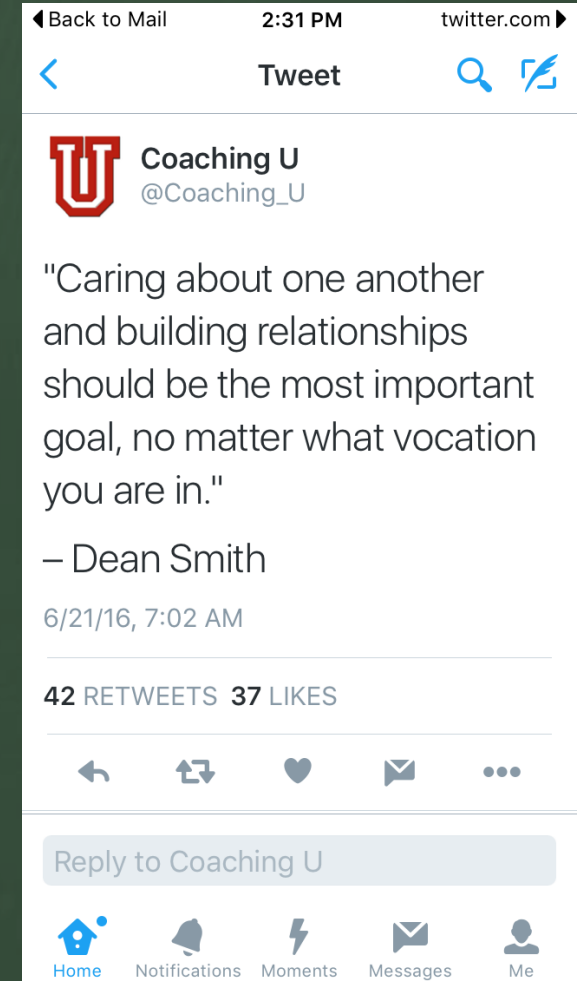 Back to Mail 2:31 PM twitter.com
Tweet
U
Coaching U
@Coaching_U
"Caring about one another
and building relationships
should be the most important
goal, no matter what vocation
you are in."
– Dean Smith
6/21/16, 7:02 AM
42 RETWEETS 37 LIKES
Reply to Coaching U
Home Notifications Moments Messages Me